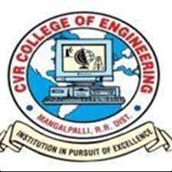 CVR COLLEGE OF ENGINEERING
MANGALPALLI, R.R. DIST.
INSTITUTION IN PURSUIT OF EXCELLENCE